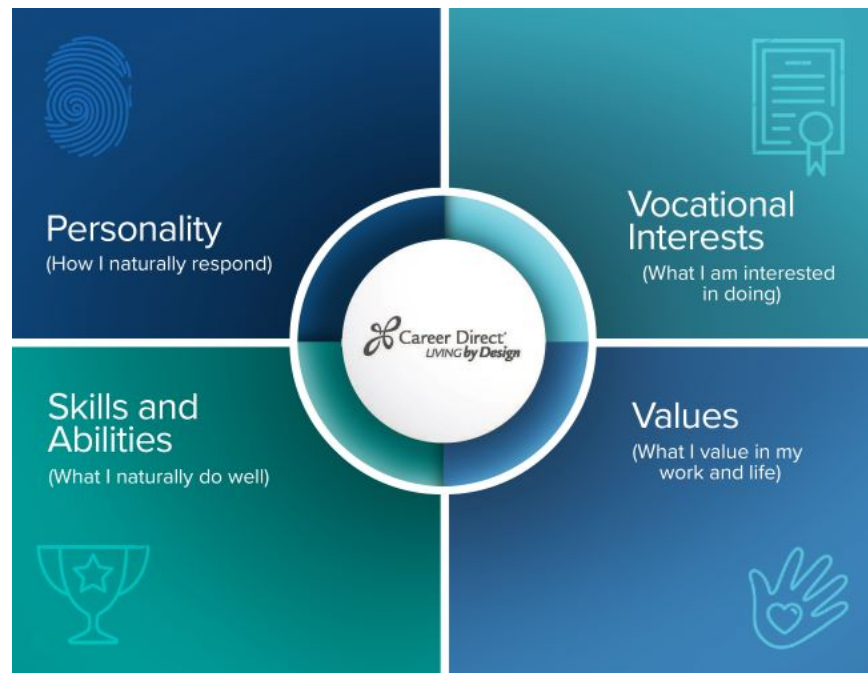 Personality
(How I naturally respond)
Vocational
Interests
(What I am interested
in doing)
Career Direct®
LIVING by Design
Skills and
Abilities
(What I naturally do well)
Values
(What I value in my
work and life)